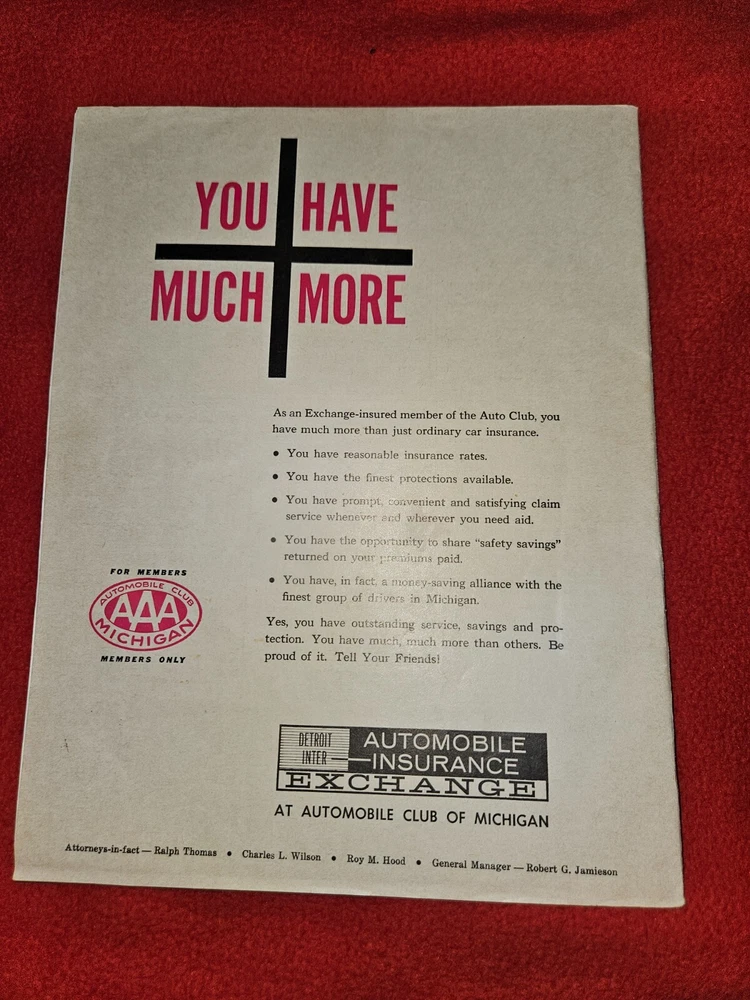 YOU HAVE
MUCH MORE
As an Exchange-insured member of the Auto Club, you
have much more than just ordinary car insurance.
• You have reasonable insurance rates.
• You have the finest protections available.
• You have prompt, convenient and satisfying claim
service whenever and wherever you need aid.
• You have the opportunity to share "safety savings"
returned on your premiums paid.
• You have, in fact, a money-saving alliance with the
finest group of drivers in Michigan.
Yes, you have outstanding service, savings and pro-
tection. You have much, much more than others. Be
proud of it. Tell Your Friends!
FOR MEMBERS
AUTOMOBILE CLUB
AAA
MICHIGAN
MEMBERS ONLY
DETROIT
INTER
AUTOMOBILE
INSURANCE
EXCHANGE
AT AUTOMOBILE CLUB OF MICHIGAN
Attorneys-in-fact — Ralph Thomas • Charles L. Wilson • Roy M. Hood • General Manager — Robert G. Jamieson